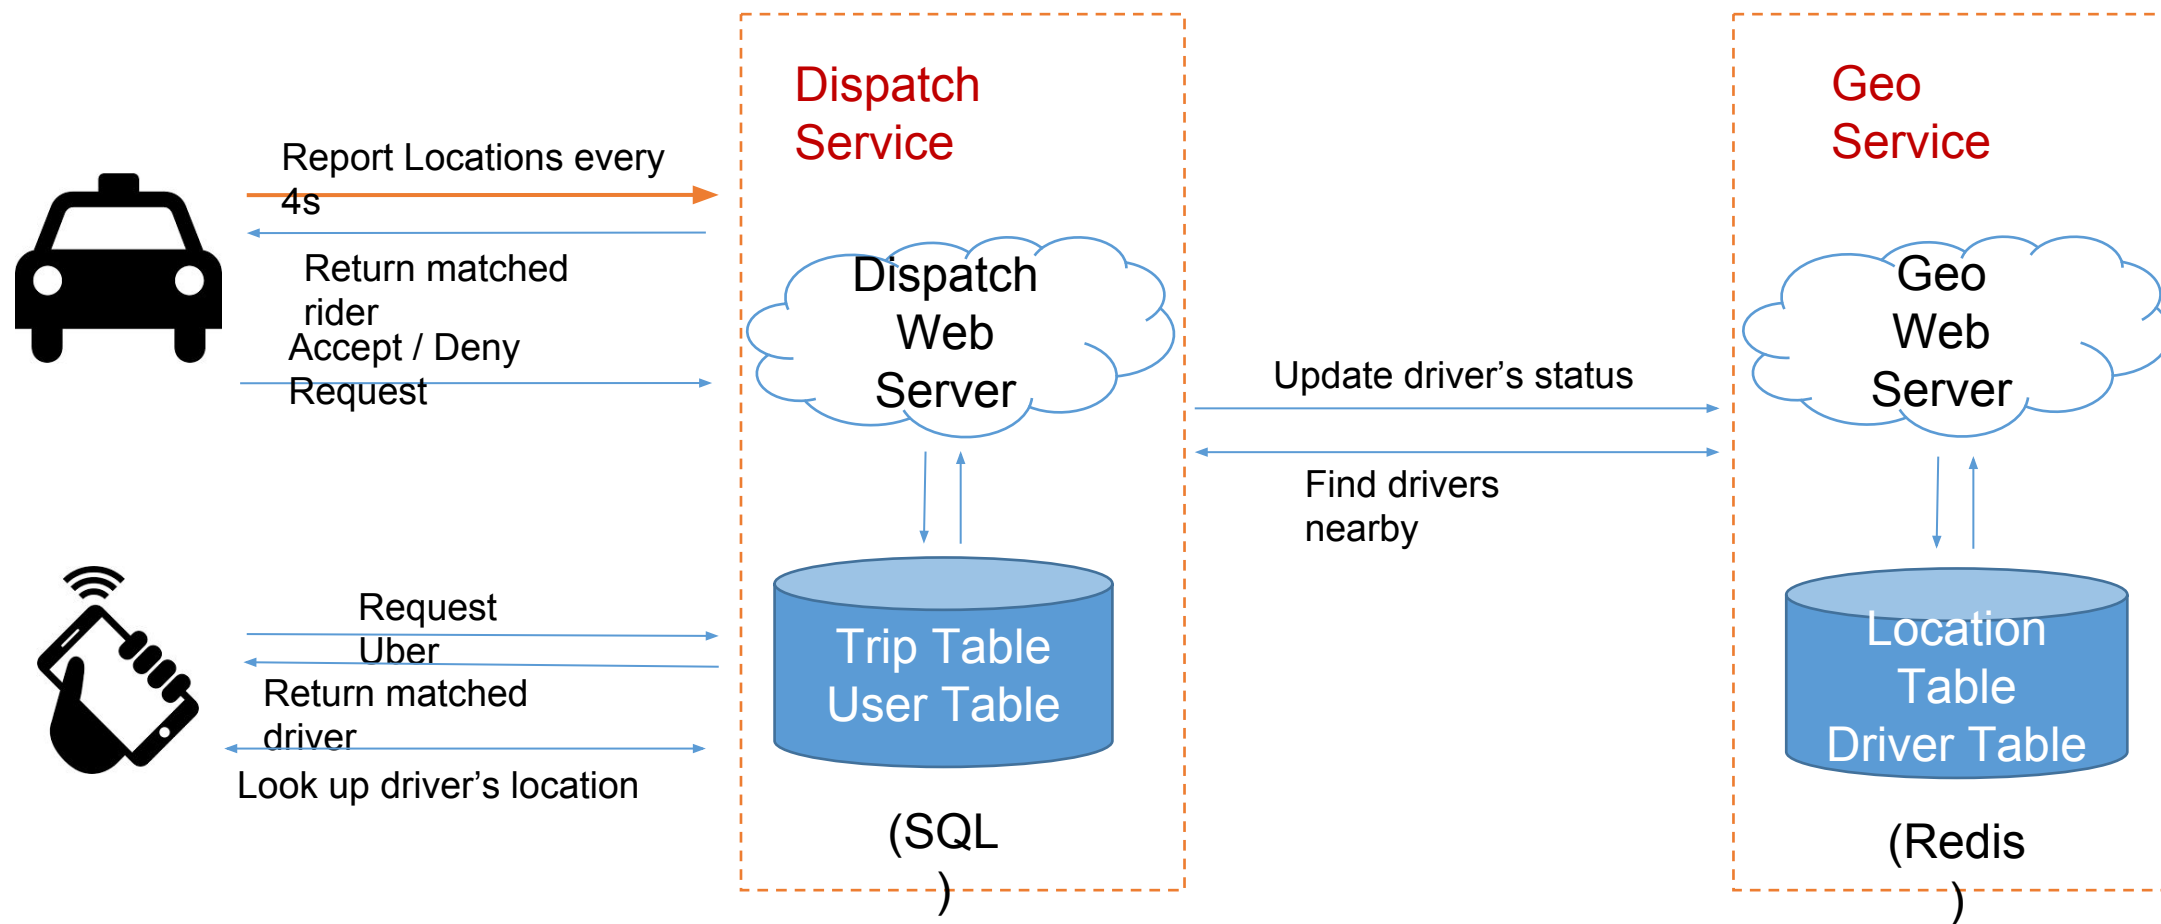 Dispatch
Service
Geo
Service
Report Locations every
4s
Return matched
rider
Accept / Deny
Request
Dispatch
Web
Server
Geo
Web
Server
Update driver’s status
Find drivers
nearby
Request
Uber
Return matched
driver
Look up driver’s location
Trip Table
User Table
(SQL
)
Location
Table
Driver Table
(Redis
)